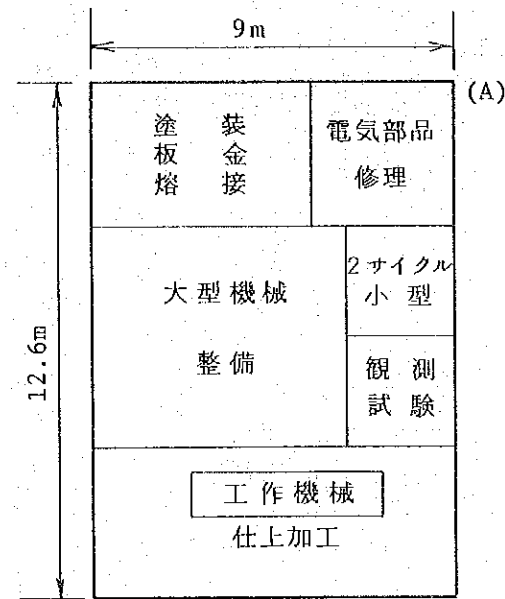 9m
(A)
塗装
板金
熔接
電気部品
修理
大型機械
整備
2サイクル
小型
観測
試験
12.6m
工作機械
仕上加工